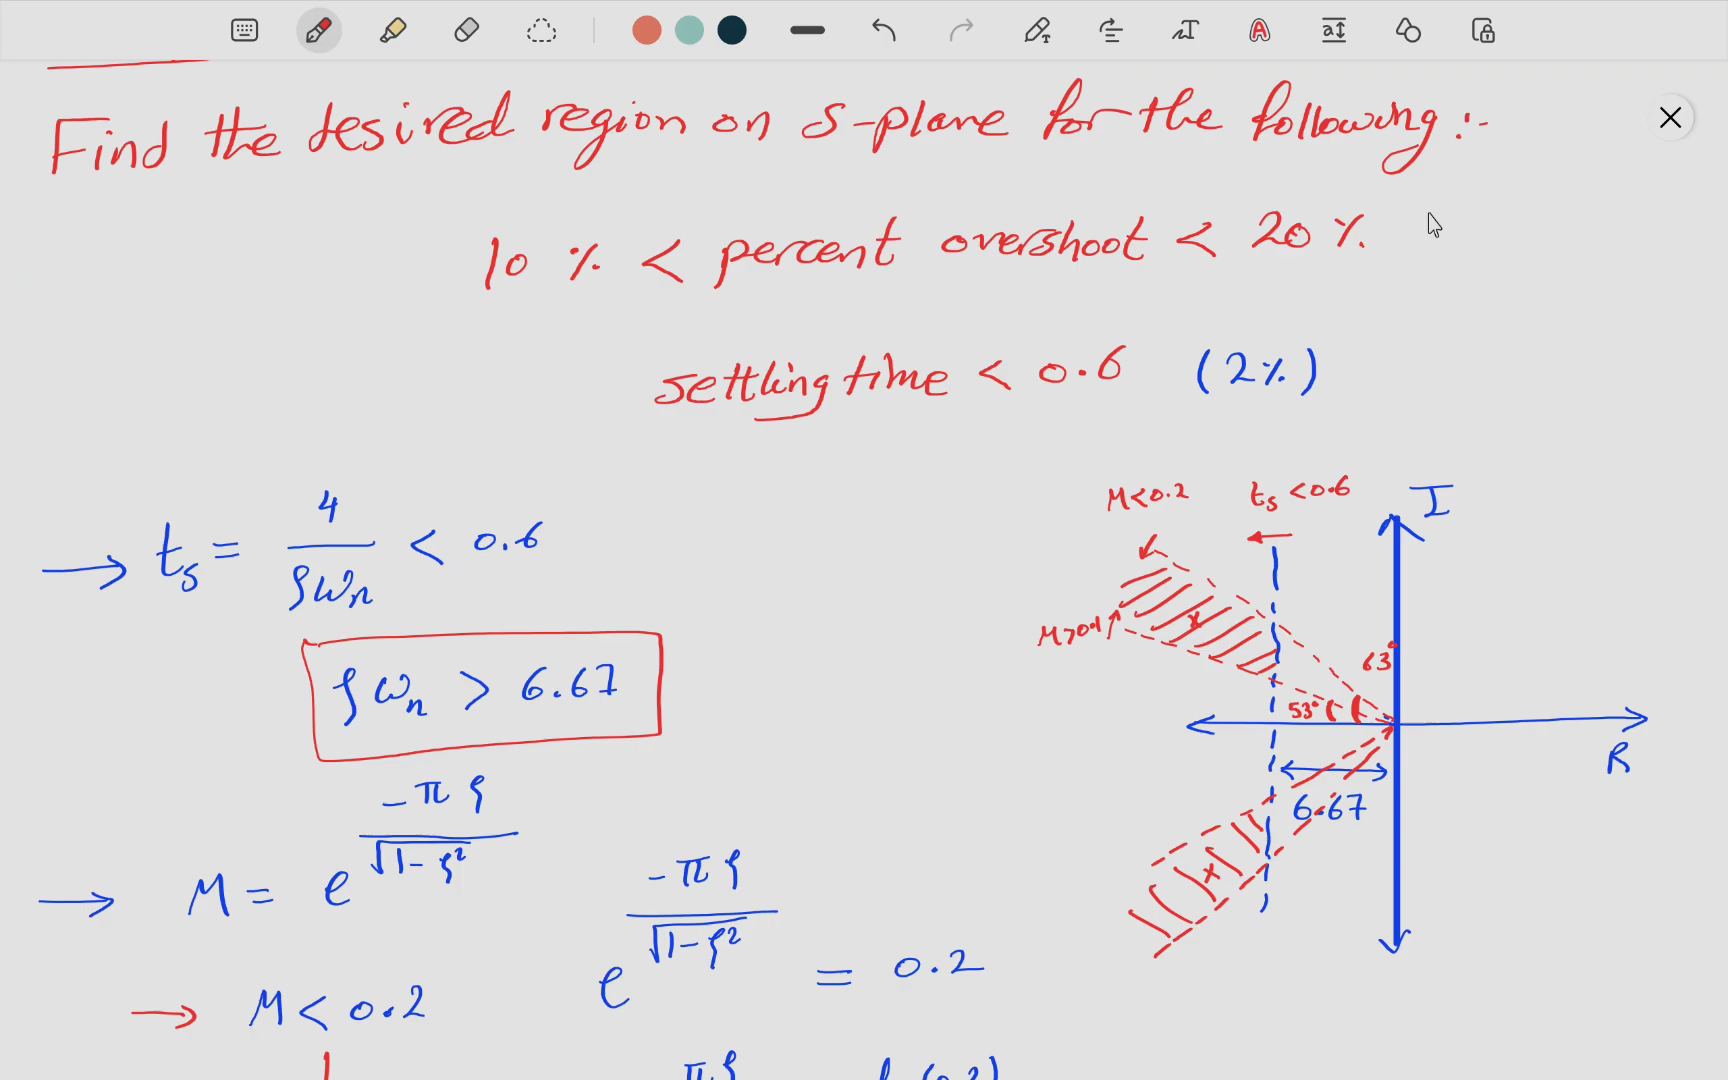 Find the desired region on s-plane for the following :-
10 % < percent overshoot < 20 %
settling time < 0.6 (2%)
→ ts = 4 / ζωn < 0.6
ζωn > 6.67
→ M = e^(-πζ / √1-ζ²)
→ M < 0.2
e^(-πζ / √1-ζ²) = 0.2
M<0.2
ts <0.6
I
M>0.1
63°
53°
R
6.67